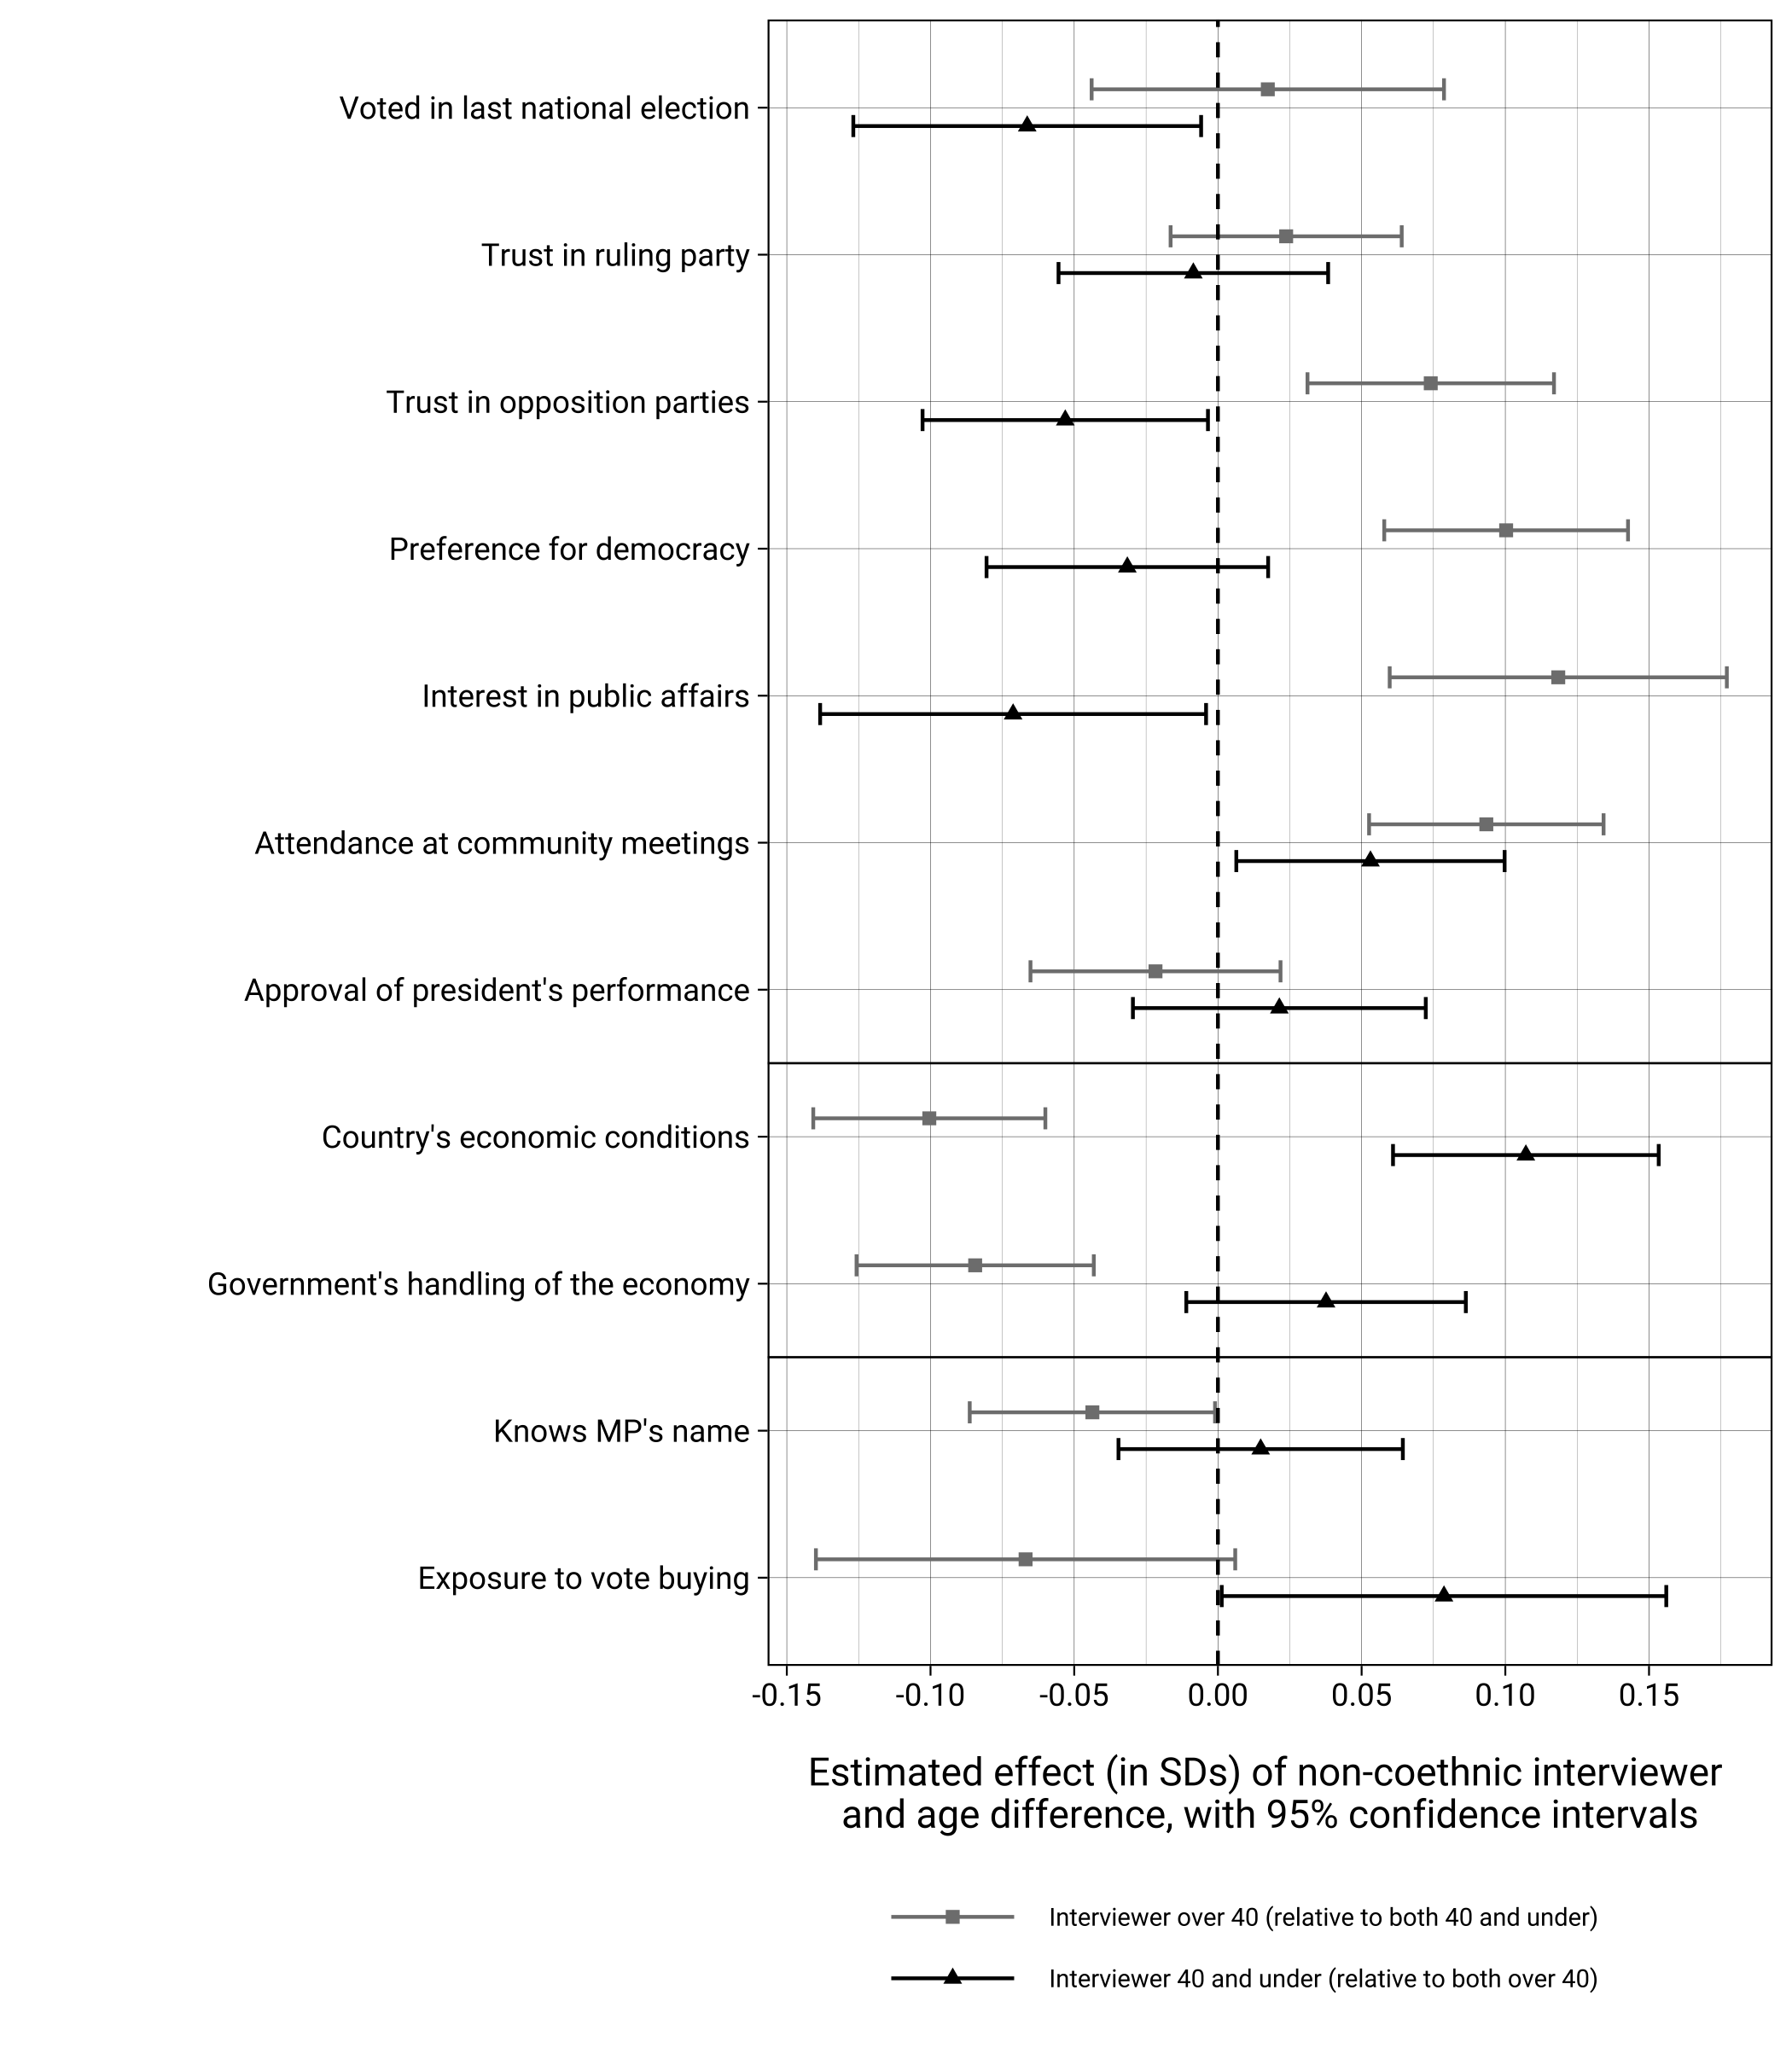 Voted in last national election
Trust in ruling party
Trust in opposition parties
Preference for democracy
Interest in public affairs
Attendance at community meetings
Approval of president's performance
Country's economic conditions
Government's handling of the economy
Knows MP's name
Exposure to vote buying
-0.15 -0.10 -0.05 0.00 0.05 0.10 0.15
Estimated effect (in SDs) of non-coethnic interviewer
and age difference, with 95% confidence intervals
Interviewer over 40 (relative to both 40 and under)
Interviewer 40 and under (relative to both over 40)